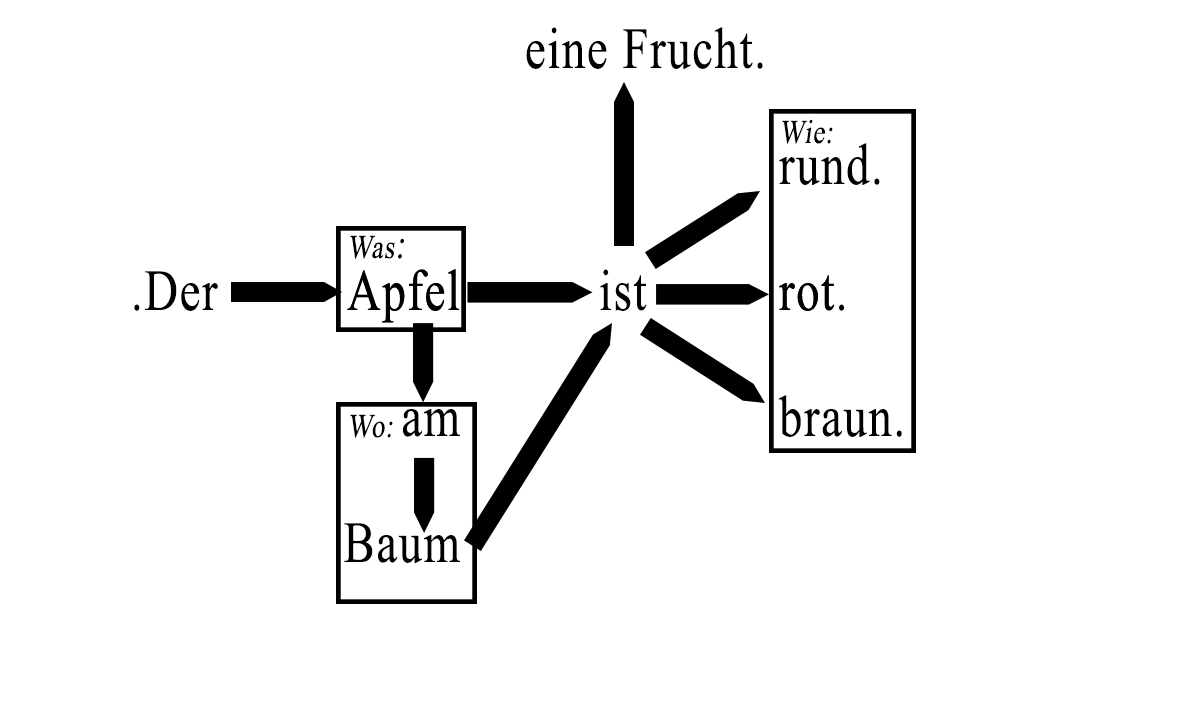 eine Frucht.
Wie:
rund.
Was:
.Der Apfel ist rot.
Wo: am
braun.
Baum